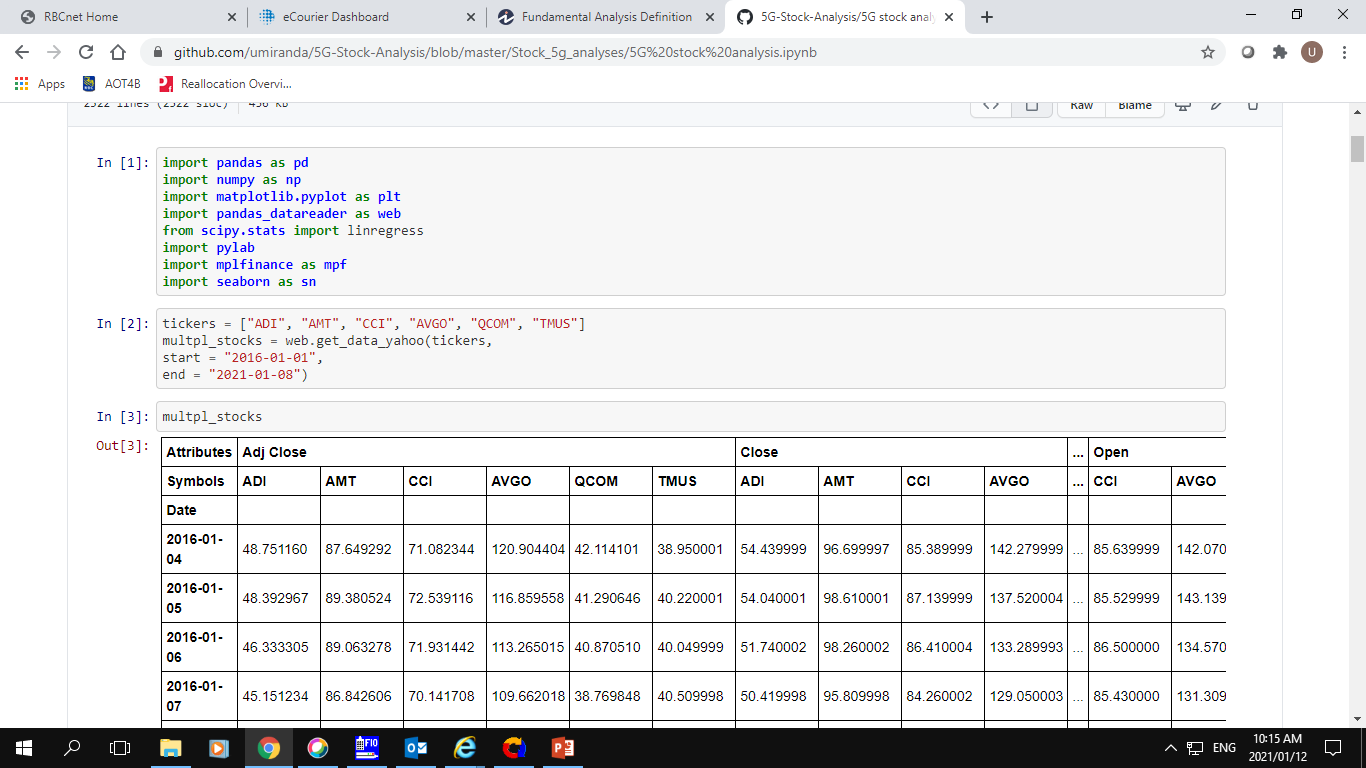 RBCnet Home
eCourier Dashboard
Fundamental Analysis Definition
5G-Stock-Analysis/5G stock anal
github.com/umiranda/5G-Stock-Analysis/blob/master/Stock_5g_analyses/5G%20stock%20analysis.ipynb
U
Apps
AOT4B
Reallocation Overvi...
2522 lines (2522 sloc) 456 KB
<> Raw Blame
In [1]: import pandas as pd
import numpy as np
import matplotlib.pyplot as plt
import pandas_datareader as web
from scipy.stats import linregress
import pylab
import mplfinance as mpf
import seaborn as sn
In [2]: tickers = ["ADI", "AMT", "CCI", "AVGO", "QCOM", "TMUS"]
multpl_stocks = web.get_data_yahoo(tickers,
start = "2016-01-01",
end = "2021-01-08")
In [3]: multpl_stocks
Out[3]:
Attributes Adj Close Close ... Open
Symbols ADI AMT CCI AVGO QCOM TMUS ADI AMT CCI AVGO ... CCI AVGO
Date
2016-01-
04 48.751160 87.649292 71.082344 120.904404 42.114101 38.950001 54.439999 96.699997 85.389999 142.279999 ... 85.639999 142.070
2016-01-
05 48.392967 89.380524 72.539116 116.859558 41.290646 40.220001 54.040001 98.610001 87.139999 137.520004 ... 85.529999 143.139
2016-01-
06 46.333305 89.063278 71.931442 113.265015 40.870510 40.049999 51.740002 98.260002 86.410004 133.289993 ... 86.500000 134.570
2016-01-
07 45.151234 86.842606 70.141708 109.662018 38.769848 40.509998 50.419998 95.809998 84.260002 129.050003 ... 85.430000 131.309
F10
ENG
10:15 AM
2021/01/12